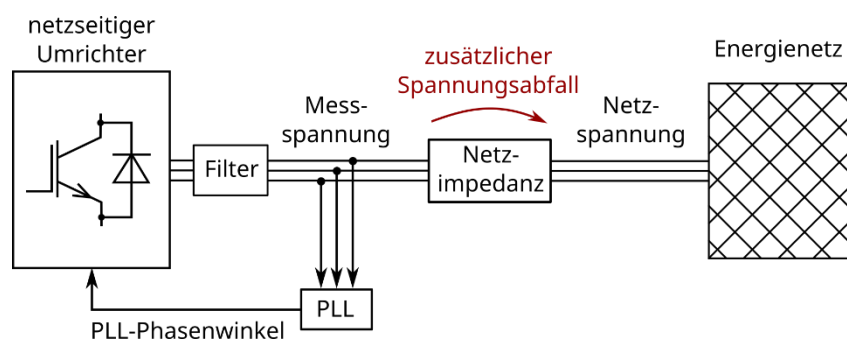 netzseitiger
Umrichter
zusätzlicher
Spannungsabfall
Energienetz
Mess-
spannung
Netz-
spannung
Filter
Netz-
impedanz
PLL
PLL-Phasenwinkel